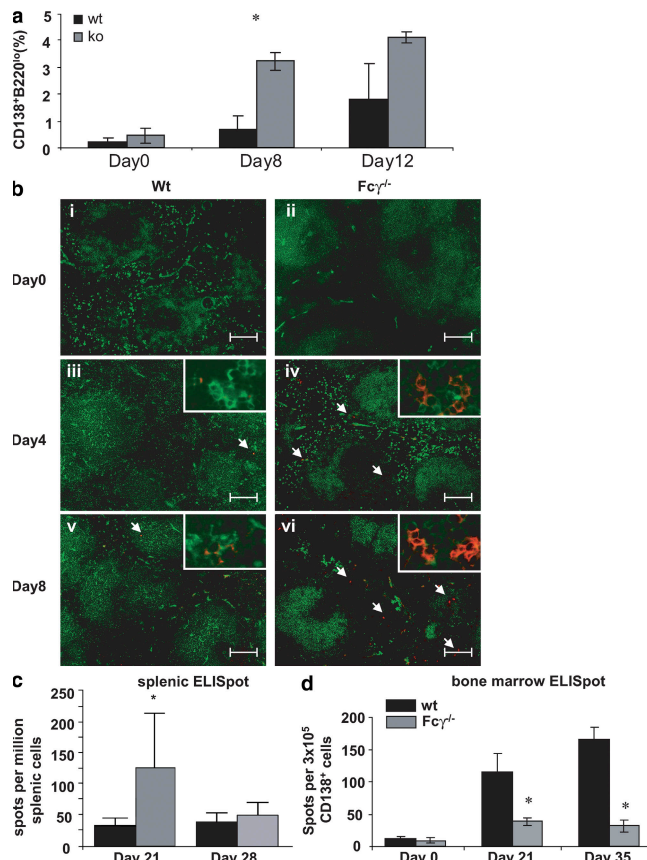 a
wt
ko
CD138⁺B220ˡᵒ(%)
5
4
3
2
1
0
*
Day0
Day8
Day12
b
Wt
Fcγ⁻/⁻
Day0
i
ii
Day4
iii
iv
Day8
v
vi
c
splenic ELISpot
spots per million
splenic cells
250
200
150
100
50
0
*
Day 21
Day 28
d
bone marrow ELISpot
wt
Fcγ⁻/⁻
Spots per 3x10⁵
CD138⁺ cells
200
150
100
50
0
*
*
Day 0
Day 21
Day 35